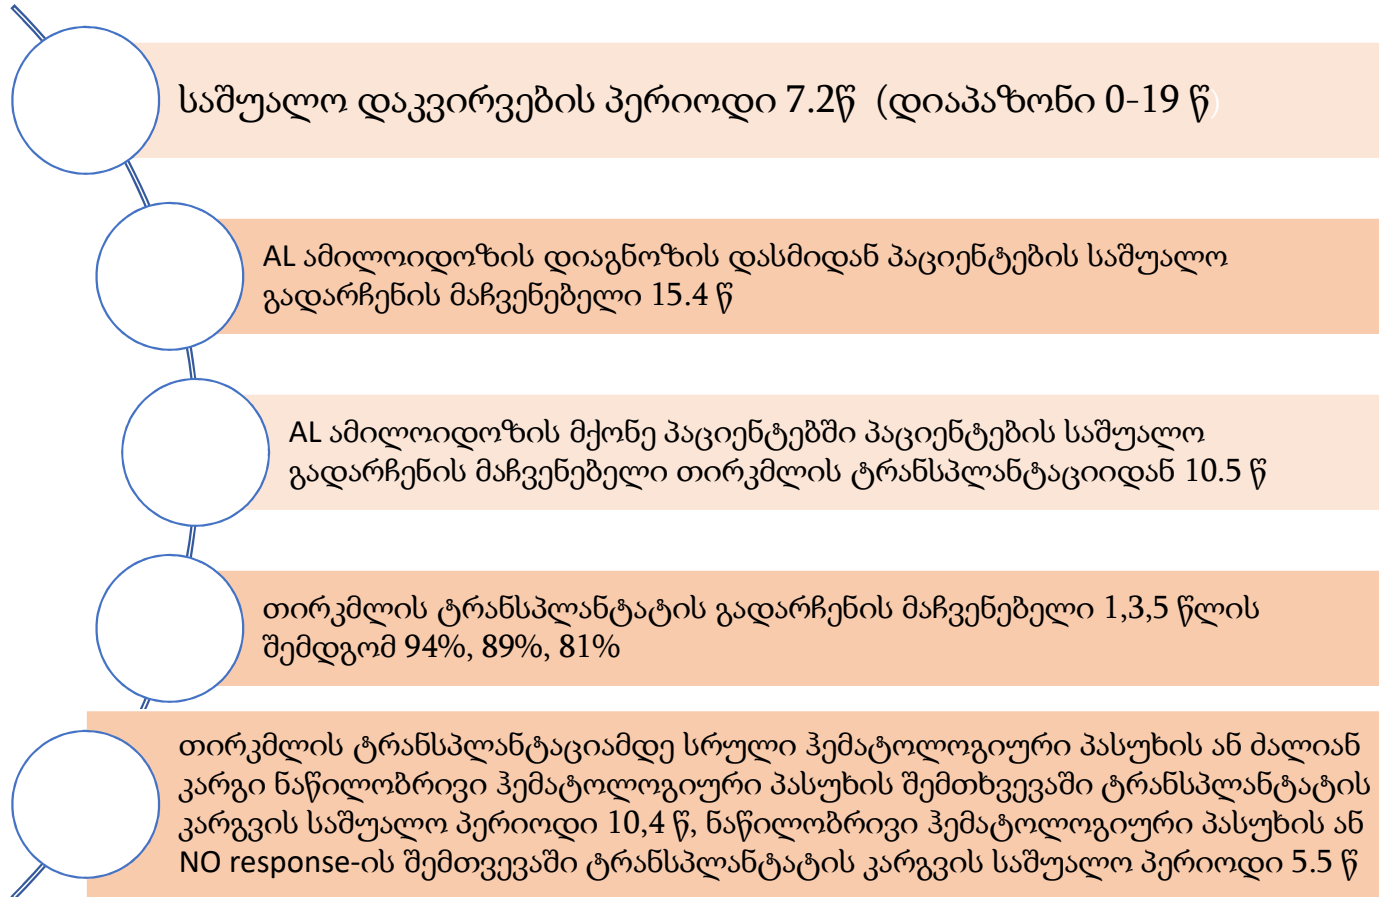 საშუალო დაკვირვების პერიოდი 7.2წ (დიაპაზონი 0-19 წ)
AL ამილოიდოზის დიაგნოზის დასმიდან პაციენტების საშუალო
გადარჩენის მაჩვენებელი 15.4 წ
AL ამილოიდოზის მქონე პაციენტებში პაციენტების საშუალო
გადარჩენის მაჩვენებელი თირკმლის ტრანსპლანტაციიდან 10.5 წ
თირკმლის ტრანსპლანტატის გადარჩენის მაჩვენებელი 1,3,5 წლის
შემდგომ 94%, 89%, 81%
თირკმლის ტრანსპლანტაციამდე სრული ჰემატოლოგიური პასუხის ან ძალიან
კარგი ნაწილობრივი ჰემატოლოგიური პასუხის შემთხვევაში ტრანსპლანტატის
კარგვის საშუალო პერიოდი 10,4 წ, ნაწილობრივი ჰემატოლოგიური პასუხის ან
NO response-ის შემთვევაში ტრანსპლანტატის კარგვის საშუალო პერიოდი 5.5 წ